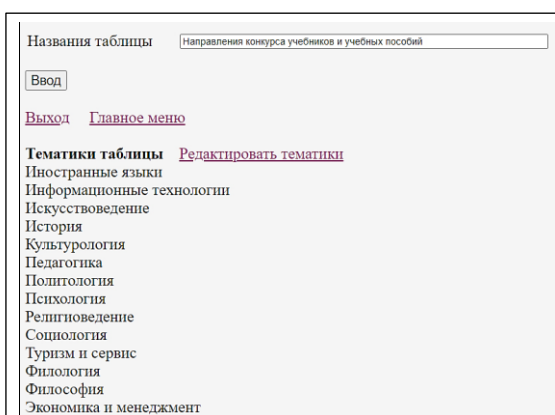 Названия таблицы Направления конкурса учебников и учебных пособий
Ввод
Выход Главное меню
Тематики таблицы Редактировать тематики
Иностранные языки
Информационные технологии
Искусствоведение
История
Культурология
Педагогика
Политология
Психология
Религиоведение
Социология
Туризм и сервис
Филология
Философия
Экономика и менеджмент